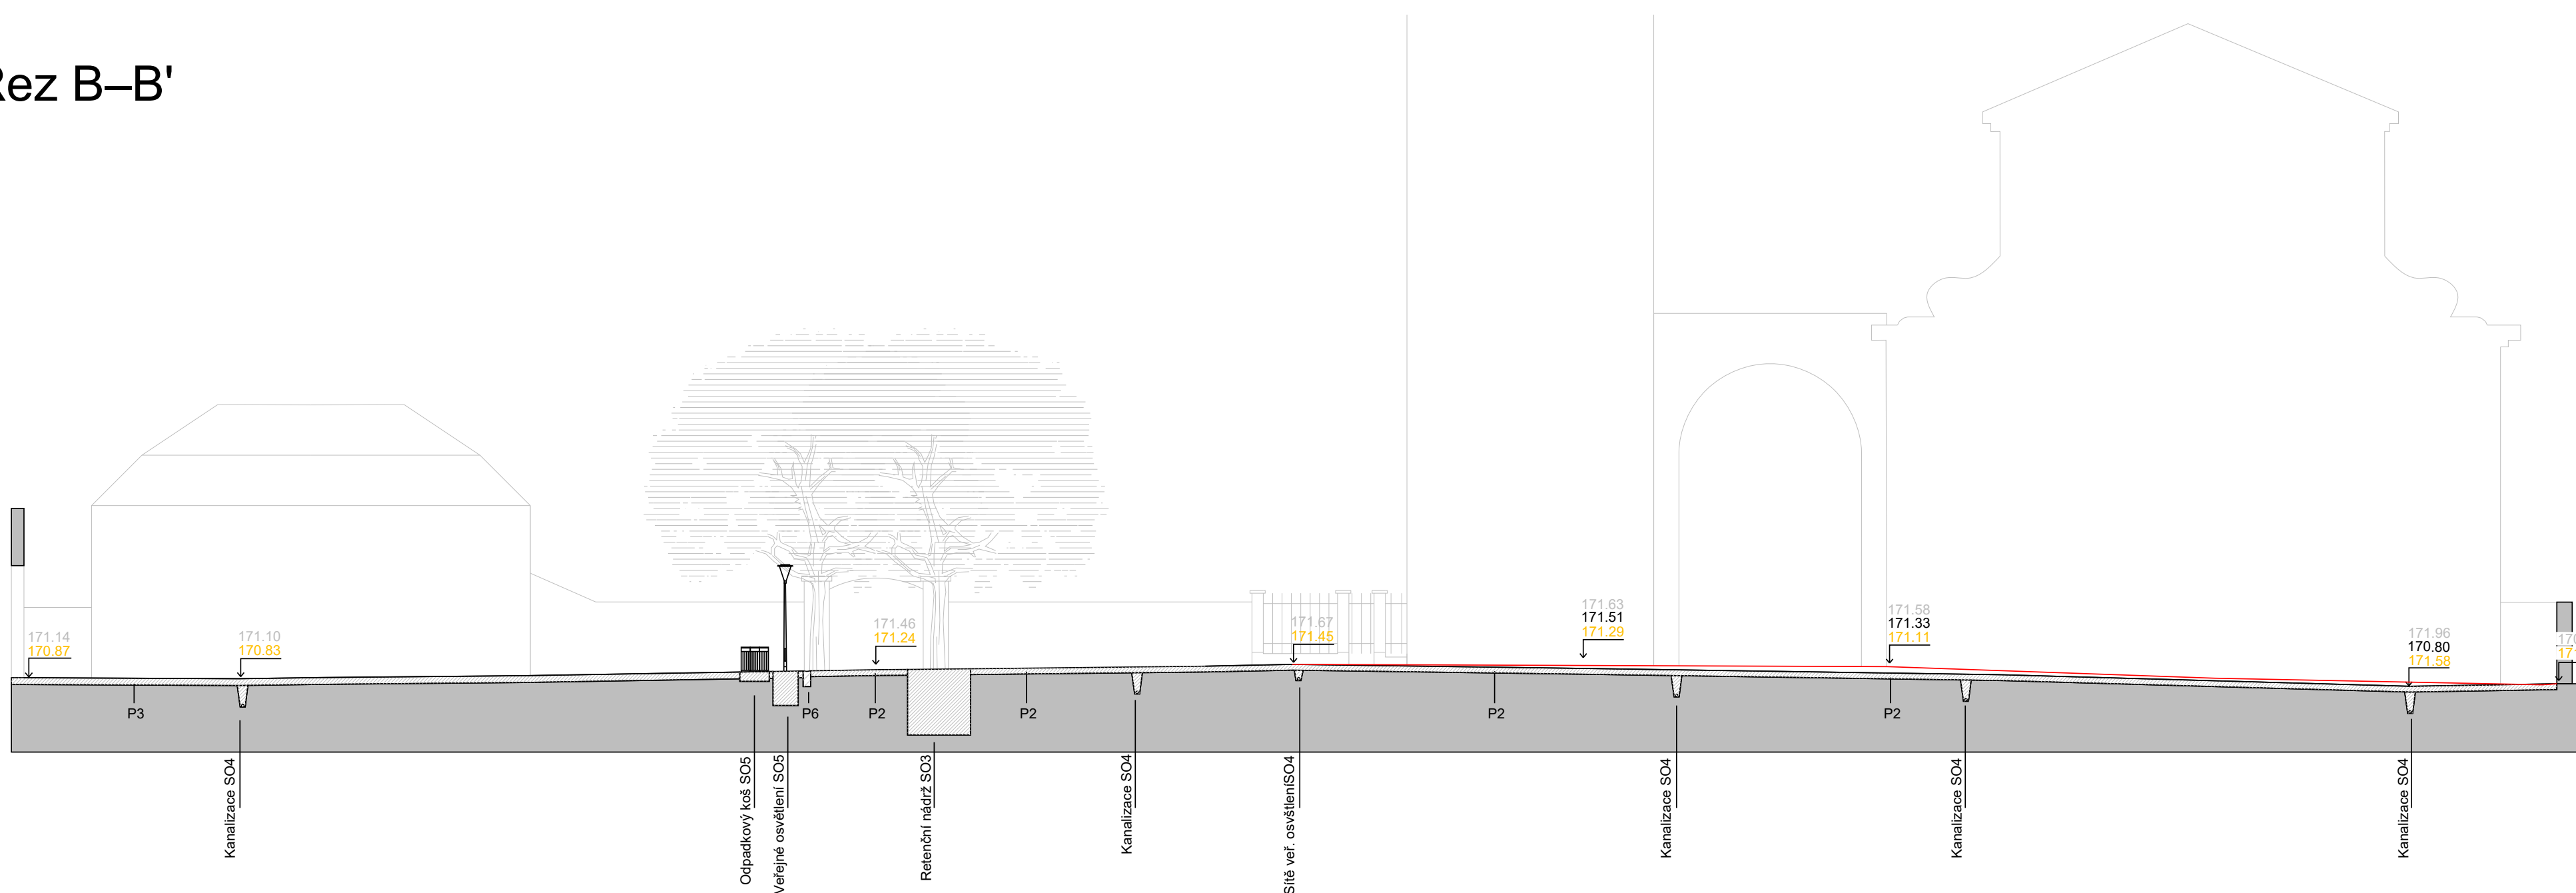 Rez B–B'
171.14
170.87
171.10
170.83
171.46
171.24
171.67
171.45
171.63
171.51
171.29
171.58
171.33
171.11
171.96
170.80
171.58
P3
P6
P2
P2
P2
P2
Kanalizace SO4
Odpadkový koš SO5
Veřejné osvětlení SO5
Retenční nádrž SO3
Kanalizace SO4
Sítě veř. osvštleníSO4
Kanalizace SO4
Kanalizace SO4
Kanalizace SO4